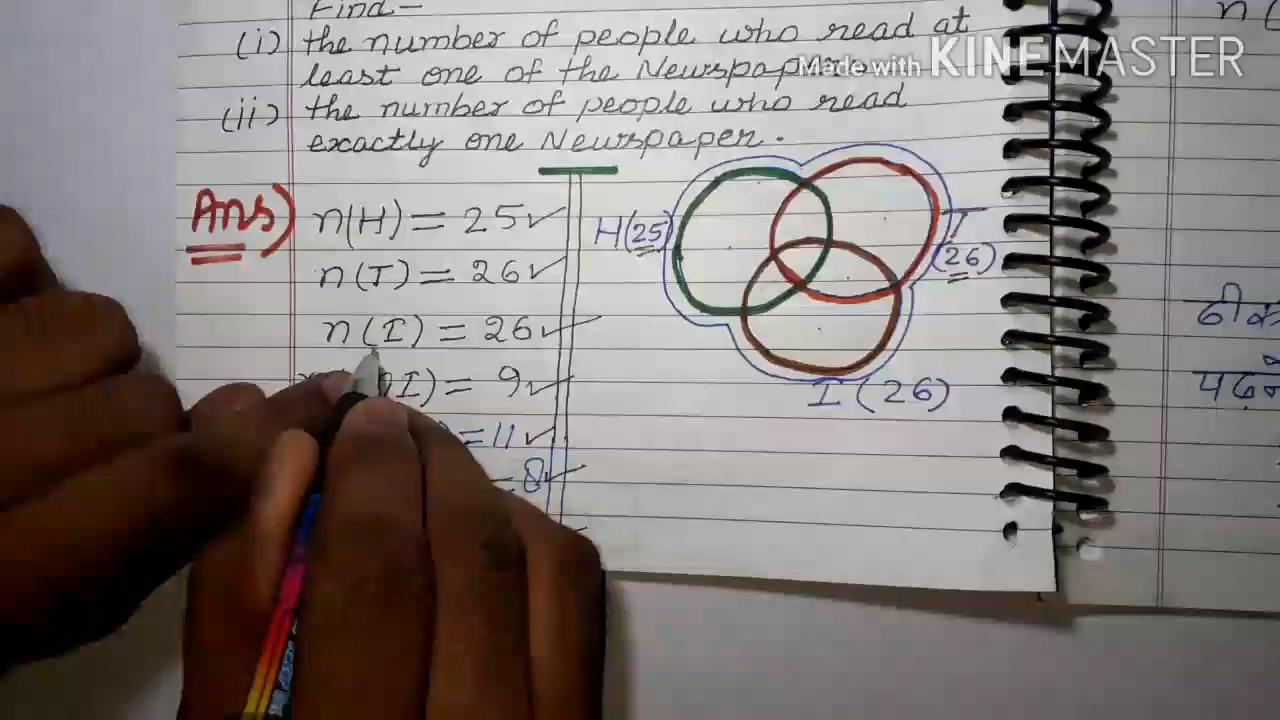 Find-
(i) the number of people who read at
least one of the
Made with KINEMASTER
(ii) the number of people who read
exactly one Newspaper.
Ans) n(H) = 25✓
n(T) = 26✓
n(I) = 26✓
I) = 9✓
=11✓
= 8✓
H(25)
T
(26)
I(26)
n(